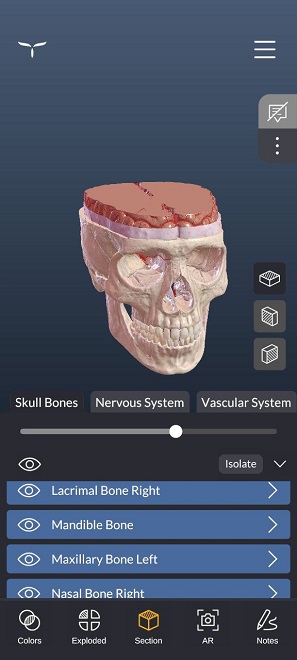 Skull Bones
Nervous System
Vascular System
Isolate
Lacrimal Bone Right
Mandible Bone
Maxillary Bone Left
Nasal Bone Right
Colors
Exploded
Section
AR
Notes